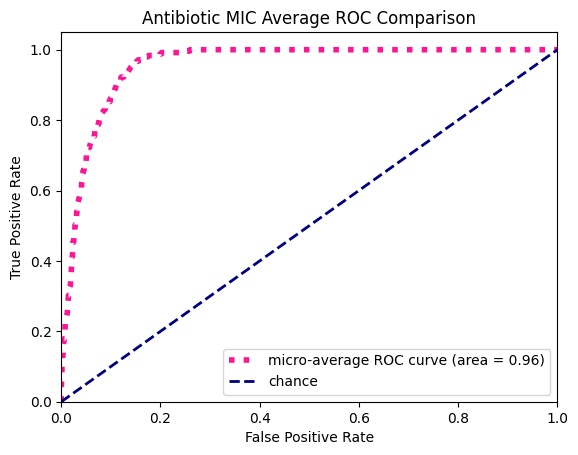 Antibiotic MIC Average ROC Comparison
True Positive Rate
1.0
0.8
0.6
0.4
0.2
0.0
micro-average ROC curve (area = 0.96)
chance
0.0 0.2 0.4 0.6 0.8 1.0
False Positive Rate